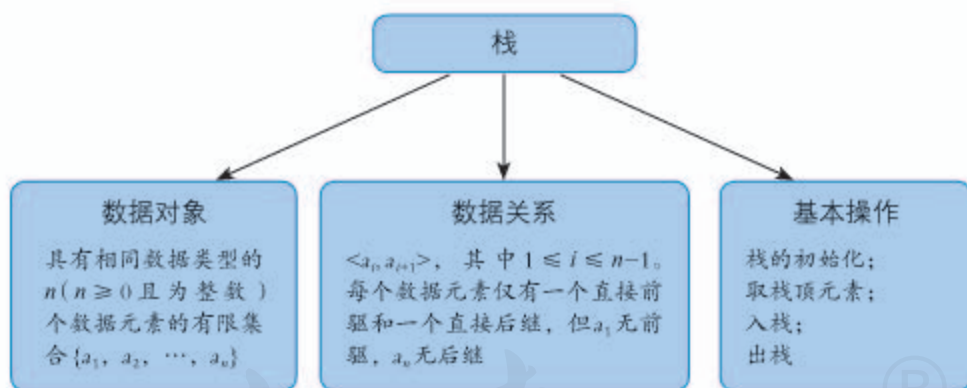 栈
数据对象
具有相同数据类型的
n(n≥0且为整数)
个数据元素的有限集
合{a₁, a₂, …, aₙ}
数据关系
<aᵢ, aᵢ₊₁>, 其中1≤i≤n-1。
每个数据元素仅有一个直接前
驱和一个直接后继, 但a₁无前
驱, aₙ无后继
基本操作
栈的初始化;
取栈顶元素;
入栈;
出栈
®